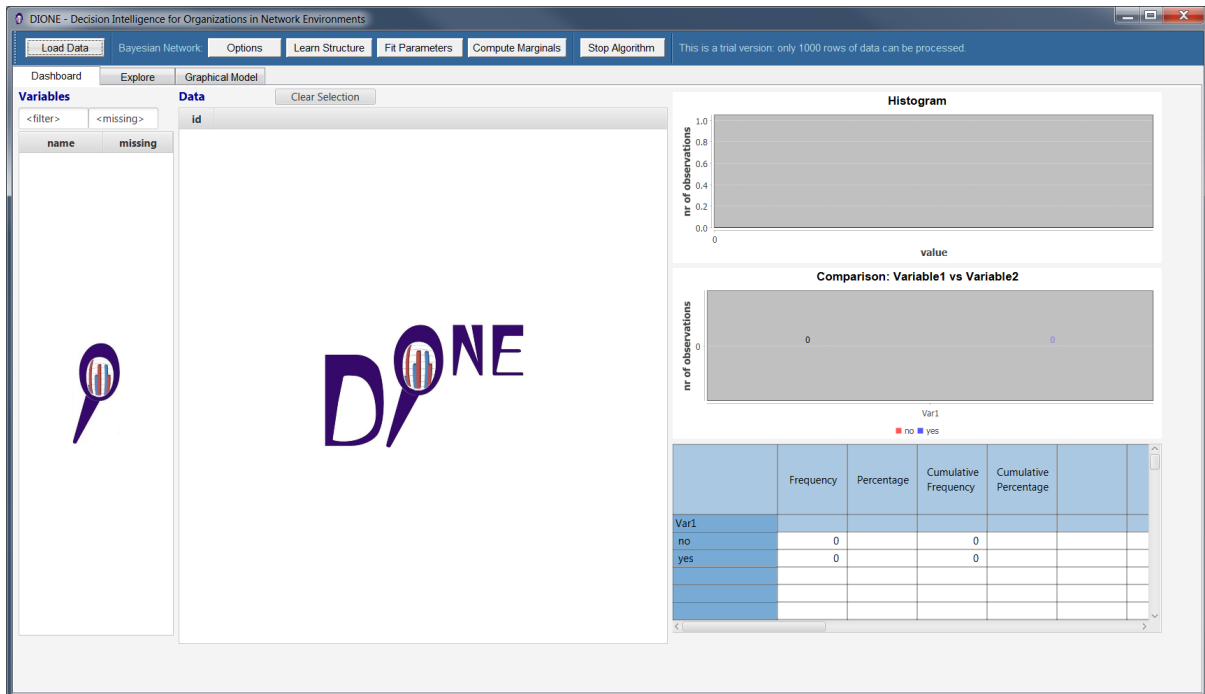 DIONE - Decision Intelligence for Organizations in Network Environments
Load Data Bayesian Network: Options Learn Structure Fit Parameters Compute Marginals Stop Algorithm This is a trial version: only 1000 rows of data can be processed.
Dashboard Explore Graphical Model
Variables
<filter> <missing>
name missing
Data Clear Selection
id
DIONE
Histogram
nr of observations
1.0
0.8
0.6
0.4
0.2
0.0
0
value
Comparison: Variable1 vs Variable2
nr of observations
0
0 0
Var1
no yes
Frequency Percentage Cumulative Frequency Cumulative Percentage
Var1
no 0 0
yes 0 0